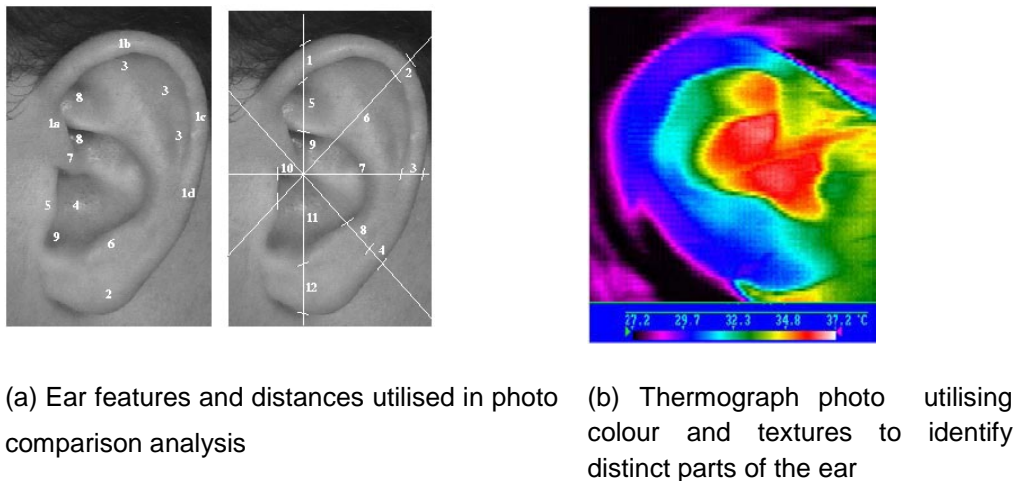 1b
3
3
8
1c
1a
3
8
7
1d
5
4
9
6
2
1
2
5
6
9
10
7
3
11
8
4
12
27.2 29.7 32.3 34.8 37.2 °C
(a) Ear features and distances utilised in photo
comparison analysis
(b) Thermograph photo utilising
colour and textures to identify
distinct parts of the ear